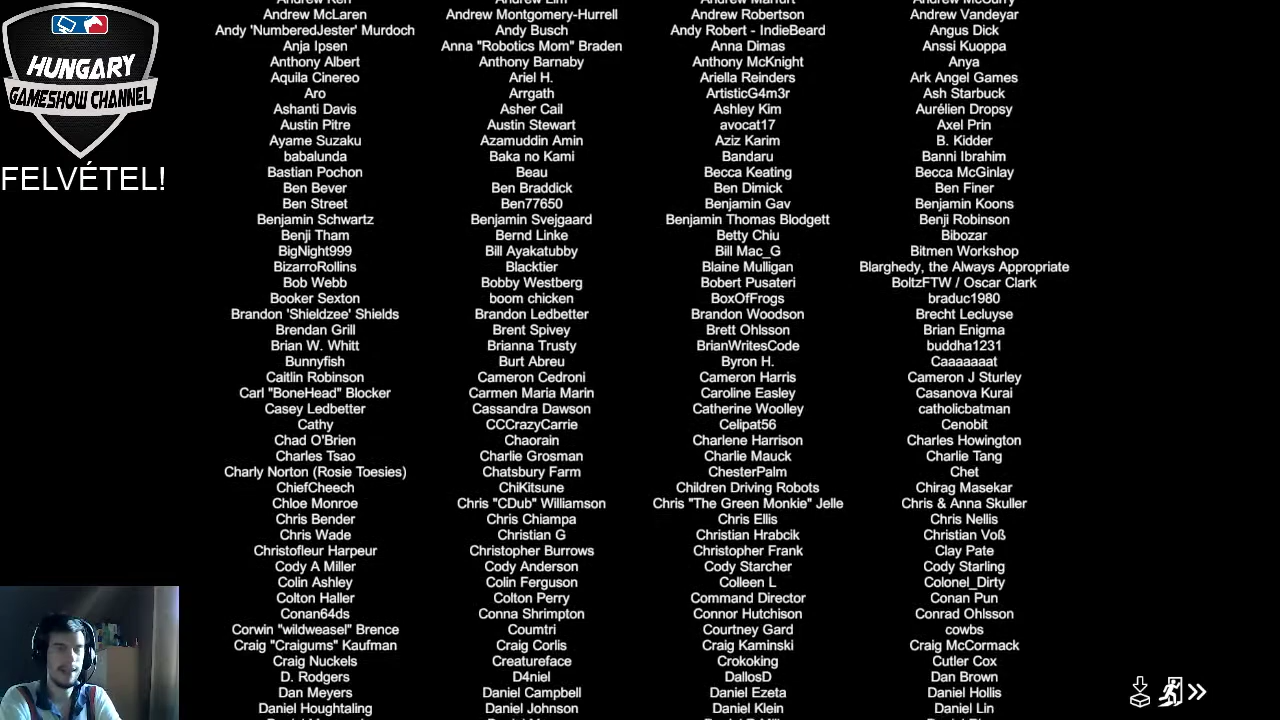 HUNGARY
GAMESHOW CHANNEL
FELVÉTEL!
Andrew McLaren Andrew Montgomery-Hurrell Andrew Robertson Andrew Vandeyar
Andy 'NumberedJester' Murdoch Andy Busch Andy Robert - IndieBeard Angus Dick
Anja Ipsen Anna "Robotics Mom" Braden Anna Dimas Anssi Kuoppa
Anthony Albert Anthony Barnaby Anthony McKnight Anya
Aquila Cinereo Ariel H. Ariella Reinders Ark Angel Games
Aro Arrgath ArtisticG4m3r Ash Starbuck
Ashanti Davis Asher Cail Ashley Kim Aurélien Dropsy
Austin Pitre Austin Stewart avocat17 Axel Prin
Ayame Suzaku Azamuddin Amin Aziz Karim B. Kidder
babalunda Baka no Kami Bandaru Banni Ibrahim
Bastian Pochon Beau Becca Keating Becca McGinlay
Ben Bever Ben Braddick Ben Dimick Ben Finer
Ben Street Ben77650 Benjamin Gav Benjamin Koons
Benjamin Schwartz Benjamin Svejgaard Benjamin Thomas Blodgett Benji Robinson
Benji Tham Bernd Linke Betty Chiu Bibozar
BigNight999 Bill Ayakatubby Bill Mac_G Bitmen Workshop
BizarroRollins Blacktier Blaine Mulligan Blarghedy, the Always Appropriate
Bob Webb Bobby Westberg Bobert Pusateri BoltzFTW / Oscar Clark
Booker Sexton boom chicken BoxOfFrogs braduc1980
Brandon 'Shieldzee' Shields Brandon Ledbetter Brandon Woodson Brecht Lecluyse
Brendan Grill Brent Spivey Brett Ohlsson Brian Enigma
Brian W. Whitt Brianna Trusty BrianWritesCode buddha1231
Bunnyfish Burt Abreu Byron H. Caaaaaaat
Caitlin Robinson Cameron Cedroni Cameron Harris Cameron J Sturley
Carl "BoneHead" Blocker Carmen Maria Marin Caroline Easley Casanova Kurai
Casey Ledbetter Cassandra Dawson Catherine Woolley catholicbatman
Cathy CCCrazyCarrie Celipat56 Cenobit
Chad O'Brien Chaorain Charlene Harrison Charles Howington
Charles Tsao Charlie Grosman Charlie Mauck Charlie Tang
Charly Norton (Rosie Toesies) Chatsbury Farm ChesterPalm Chet
ChiefCheech ChiKitsune Children Driving Robots Chirag Masekar
Chloe Monroe Chris "CDub" Williamson Chris "The Green Monkie" Jelle Chris & Anna Skuller
Chris Bender Chris Chiampa Chris Ellis Chris Nellis
Chris Wade Christian G Christian Hrabcik Christian Voß
Christofleur Harpeur Christopher Burrows Christopher Frank Clay Pate
Cody A Miller Cody Anderson Cody Starcher Cody Starling
Colin Ashley Colin Ferguson Colleen L Colonel_Dirty
Colton Haller Colton Perry Command Director Conan Pun
Conan64ds Conna Shrimpton Connor Hutchison Conrad Ohlsson
Corwin "wildweasel" Brence Coumtri Courtney Gard cowbs
Craig "Craigums" Kaufman Craig Corlis Craig Kaminski Craig McCormack
Craig Nuckels Creatureface Crokoking Cutler Cox
D. Rodgers D4niel DallosD Dan Brown
Dan Meyers Daniel Campbell Daniel Ezeta Daniel Hollis
Daniel Houghtaling Daniel Johnson Daniel Klein Daniel Lin